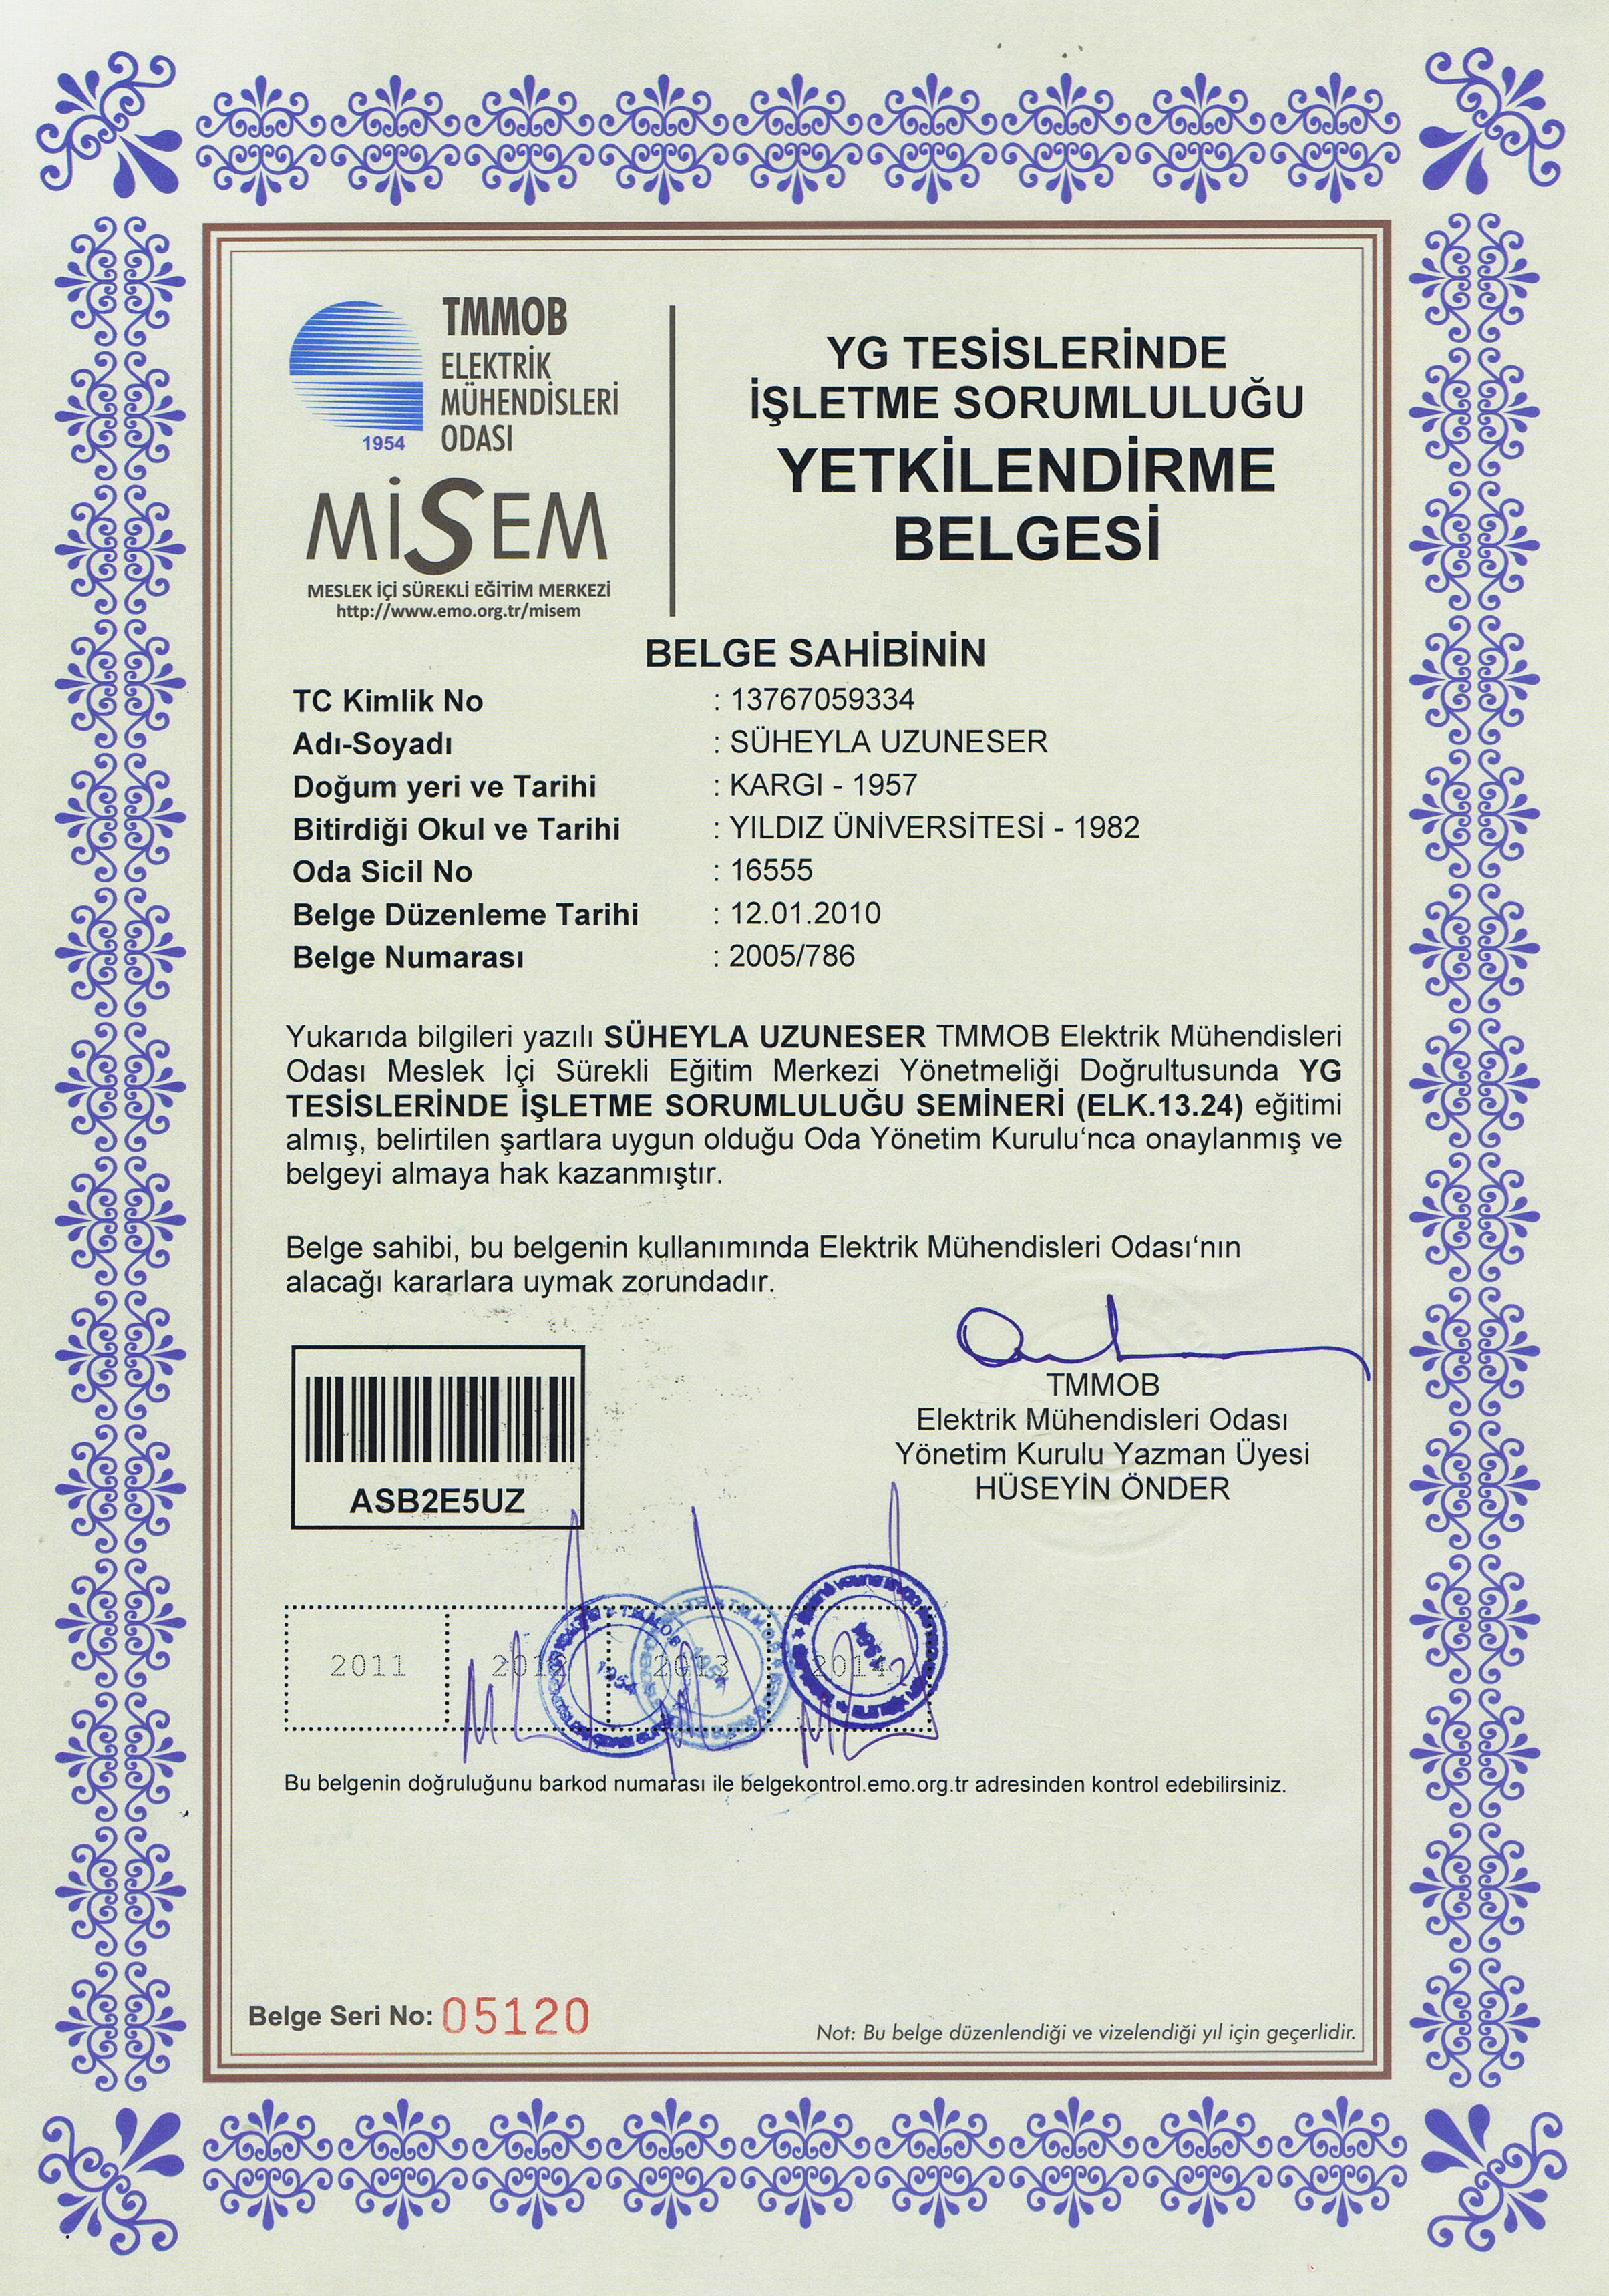 TMMOB
ELEKTRİK
MÜHENDİSLERİ
ODASI
1954
MİSEM
MESLEK İÇİ SÜREKLİ EĞİTİM MERKEZİ
http://www.emo.org.tr/misem
YG TESİSLERİNDE
İŞLETME SORUMLULUĞU
YETKİLENDİRME
BELGESİ
BELGE SAHİBİNİN
TC Kimlik No : 13767059334
Adı-Soyadı : SÜHEYLA UZUNESER
Doğum yeri ve Tarihi : KARGI - 1957
Bitirdiği Okul ve Tarihi : YILDIZ ÜNİVERSİTESİ - 1982
Oda Sicil No : 16555
Belge Düzenleme Tarihi : 12.01.2010
Belge Numarası : 2005/786
Yukarıda bilgileri yazılı SÜHEYLA UZUNESER TMMOB Elektrik Mühendisleri
Odası Meslek İçi Sürekli Eğitim Merkezi Yönetmeliği Doğrultusunda YG
TESİSLERİNDE İŞLETME SORUMLULUĞU SEMİNERİ (ELK.13.24) eğitimi
almış, belirtilen şartlara uygun olduğu Oda Yönetim Kurulu‘nca onaylanmış ve
belgeyi almaya hak kazanmıştır.
Belge sahibi, bu belgenin kullanımında Elektrik Mühendisleri Odası‘nın
alacağı kararlara uymak zorundadır.
TMMOB
Elektrik Mühendisleri Odası
Yönetim Kurulu Yazman Üyesi
HÜSEYİN ÖNDER
ASB2E5UZ
2011 2012 2013 2014
1954
1954
1954
Bu belgenin doğruluğunu barkod numarası ile belgekontrol.emo.org.tr adresinden kontrol edebilirsiniz.
Belge Seri No: 05120
Not: Bu belge düzenlendiği ve vizelendiği yıl için geçerlidir.